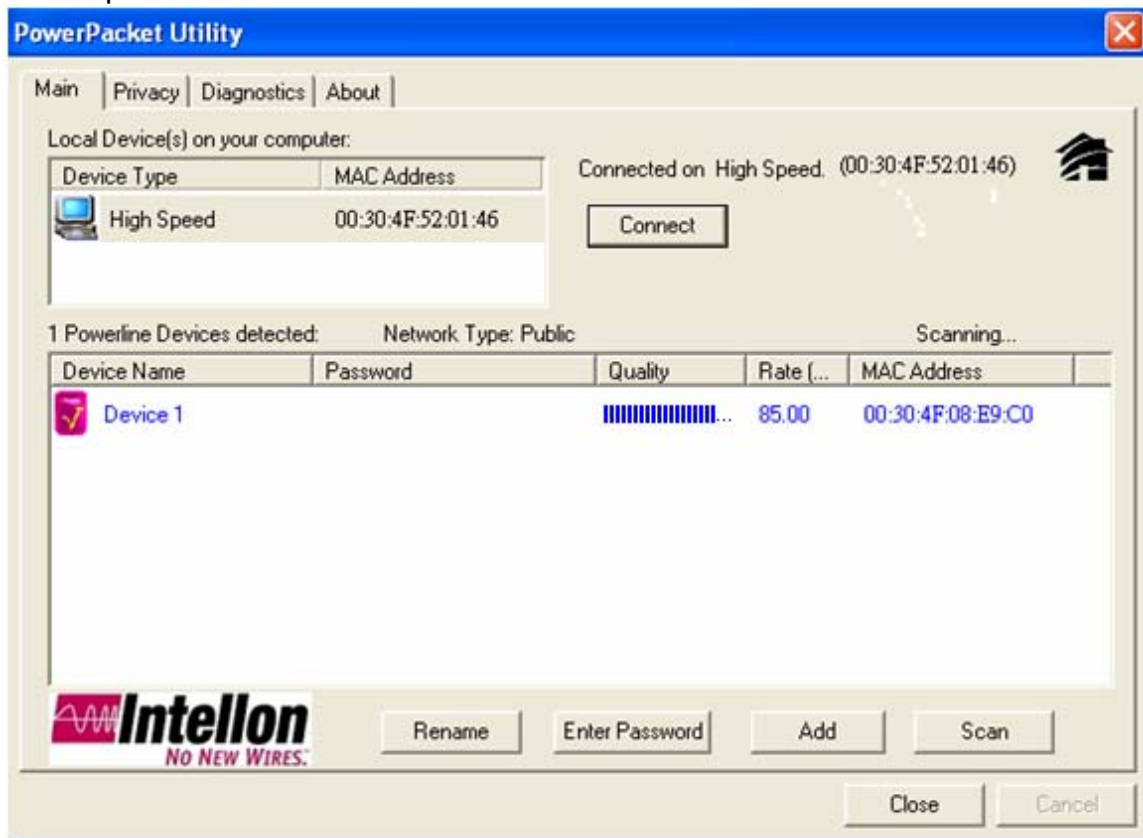 PowerPacket Utility
Main Privacy Diagnostics About
Local Device(s) on your computer:
Device Type MAC Address
High Speed 00:30:4F:52:01:46
Connected on High Speed. (00:30:4F:52:01:46)
Connect
1 Powerline Devices detected: Network Type: Public Scanning...
Device Name Password Quality Rate (... MAC Address
Device 1 ... 85.00 00:30:4F:08:E9:C0
Intellon
NO NEW WIRES.
Rename Enter Password Add Scan
Close Cancel